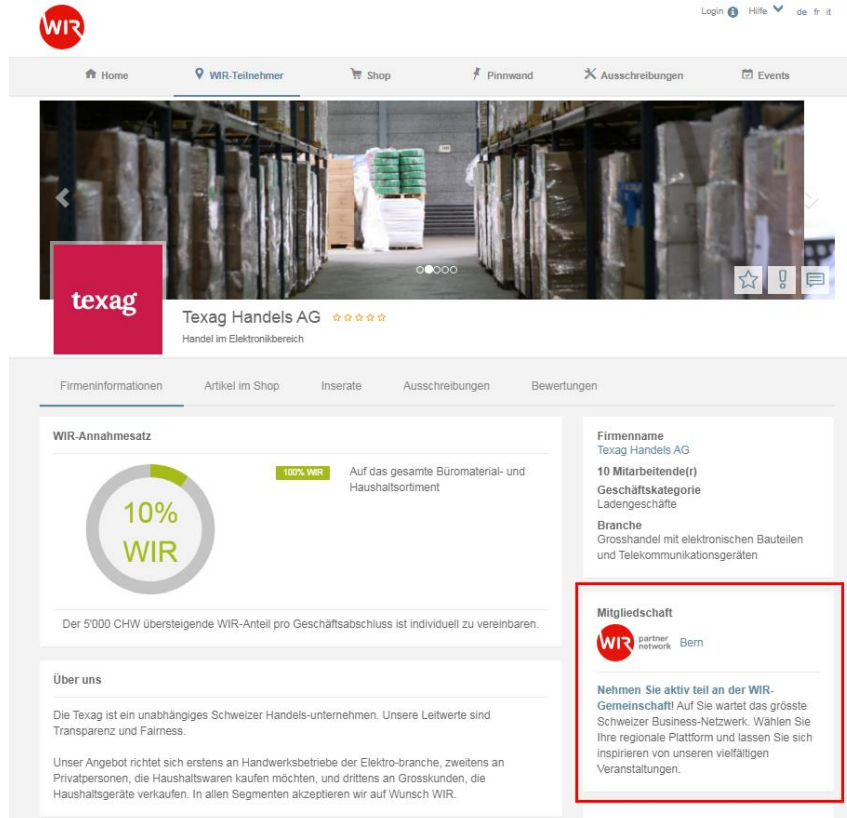 WIR
Login Hilfe de fr it
Home WIR-Teilnehmer Shop Pinnwand Ausschreibungen Events
texag
Texag Handels AG
Handel im Elektronikbereich
Firmeninformationen Artikel im Shop Inserate Ausschreibungen Bewertungen
WIR-Annahmesatz
10%
WIR
100% WIR Auf das gesamte Büromaterial- und
Haushaltsortiment
Der 5'000 CHW übersteigende WIR-Anteil pro Geschäftsabschluss ist individuell zu vereinbaren.
Über uns
Die Texag ist ein unabhängiges Schweizer Handels-unternehmen. Unsere Leitwerte sind
Transparenz und Fairness.
Unser Angebot richtet sich erstens an Handwerksbetriebe der Elektro-branche, zweitens an
Privatpersonen, die Haushaltswaren kaufen möchten, und drittens an Grosskunden, die
Haushaltsgeräte verkaufen. In allen Segmenten akzeptieren wir auf Wunsch WIR.
Firmenname
Texag Handels AG
10 Mitarbeitende(r)
Geschäftskategorie
Ladengeschäfte
Branche
Grosshandel mit elektronischen Bauteilen
und Telekommunikationsgeräten
Mitgliedschaft
WIR partner network Bern
Nehmen Sie aktiv teil an der WIR-
Gemeinschaft! Auf Sie wartet das grösste
Schweizer Business-Netzwerk. Wählen Sie
Ihre regionale Plattform und lassen Sie sich
inspirieren von unseren vielfältigen
Veranstaltungen.